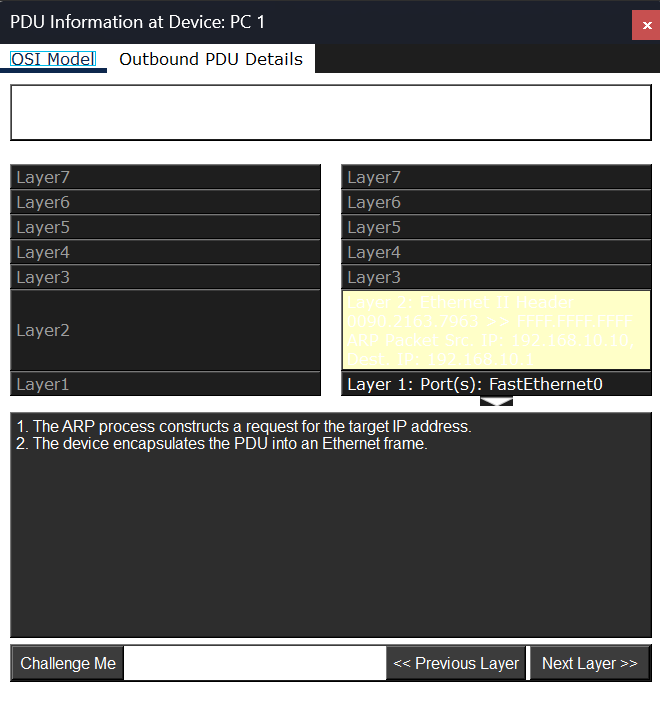 PDU Information at Device: PC 1
OSI Model
Outbound PDU Details
Layer7
Layer6
Layer5
Layer4
Layer3
Layer2
Layer1
Layer7
Layer6
Layer5
Layer4
Layer3
Layer 2: Ethernet II Header
>> FFFF.FFFF.FFFF
ARP Packet Src. IP: 192.168.10.10,
Dest. IP: 192.168.10.1
Layer 1: Port(s): FastEthernet0
1. The ARP process constructs a request for the target IP address.
2. The device encapsulates the PDU into an Ethernet frame.
Challenge Me
<< Previous Layer
Next Layer >>